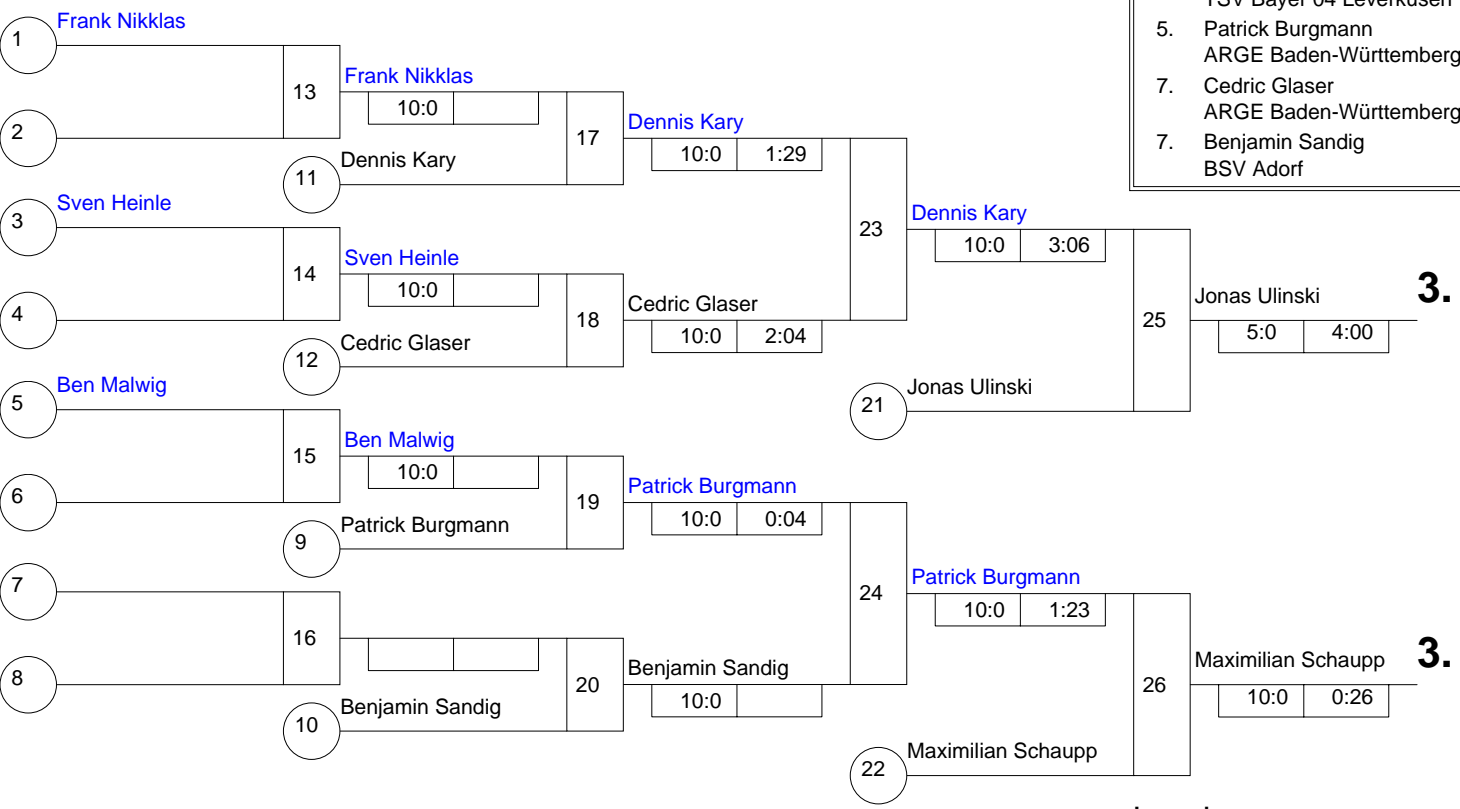 TSV Bayer 04 Leverkusen
5. Patrick Burgmann
ARGE Baden-Württemberg
7. Cedric Glaser
ARGE Baden-Württemberg
7. Benjamin Sandig
BSV Adorf
1 Frank Nikklas
13
Frank Nikklas
10:0
2
17
Dennis Kary
10:0 1:29
11 Dennis Kary
3 Sven Heinle
23
Dennis Kary
10:0 3:06
14
Sven Heinle
10:0
4
18
Cedric Glaser
10:0 2:04
12 Cedric Glaser
25
Jonas Ulinski 3.
5:0 4:00
5 Ben Malwig
21 Jonas Ulinski
15
Ben Malwig
10:0
6
19
Patrick Burgmann
10:0 0:04
9 Patrick Burgmann
7
24
Patrick Burgmann
10:0 1:23
16
8
20
Benjamin Sandig
10:0
10 Benjamin Sandig
26
Maximilian Schaupp 3.
10:0 0:26
22 Maximilian Schaupp